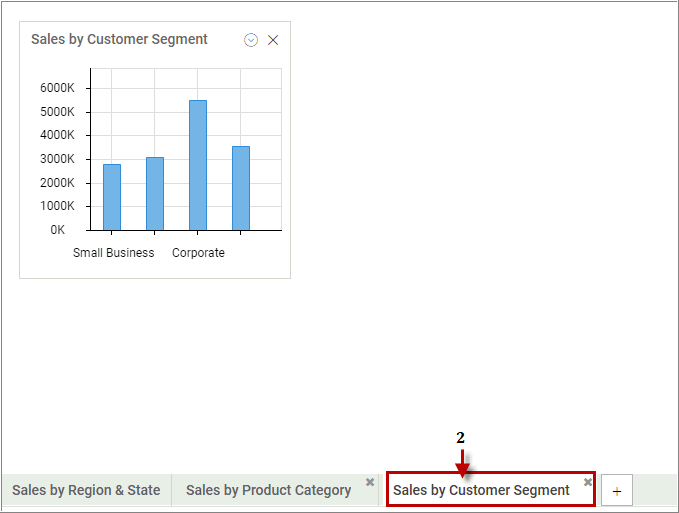 Sales by Customer Segment
6000K
5000K
4000K
3000K
2000K
1000K
0K
Small Business Corporate
2
Sales by Region & State Sales by Product Category Sales by Customer Segment +